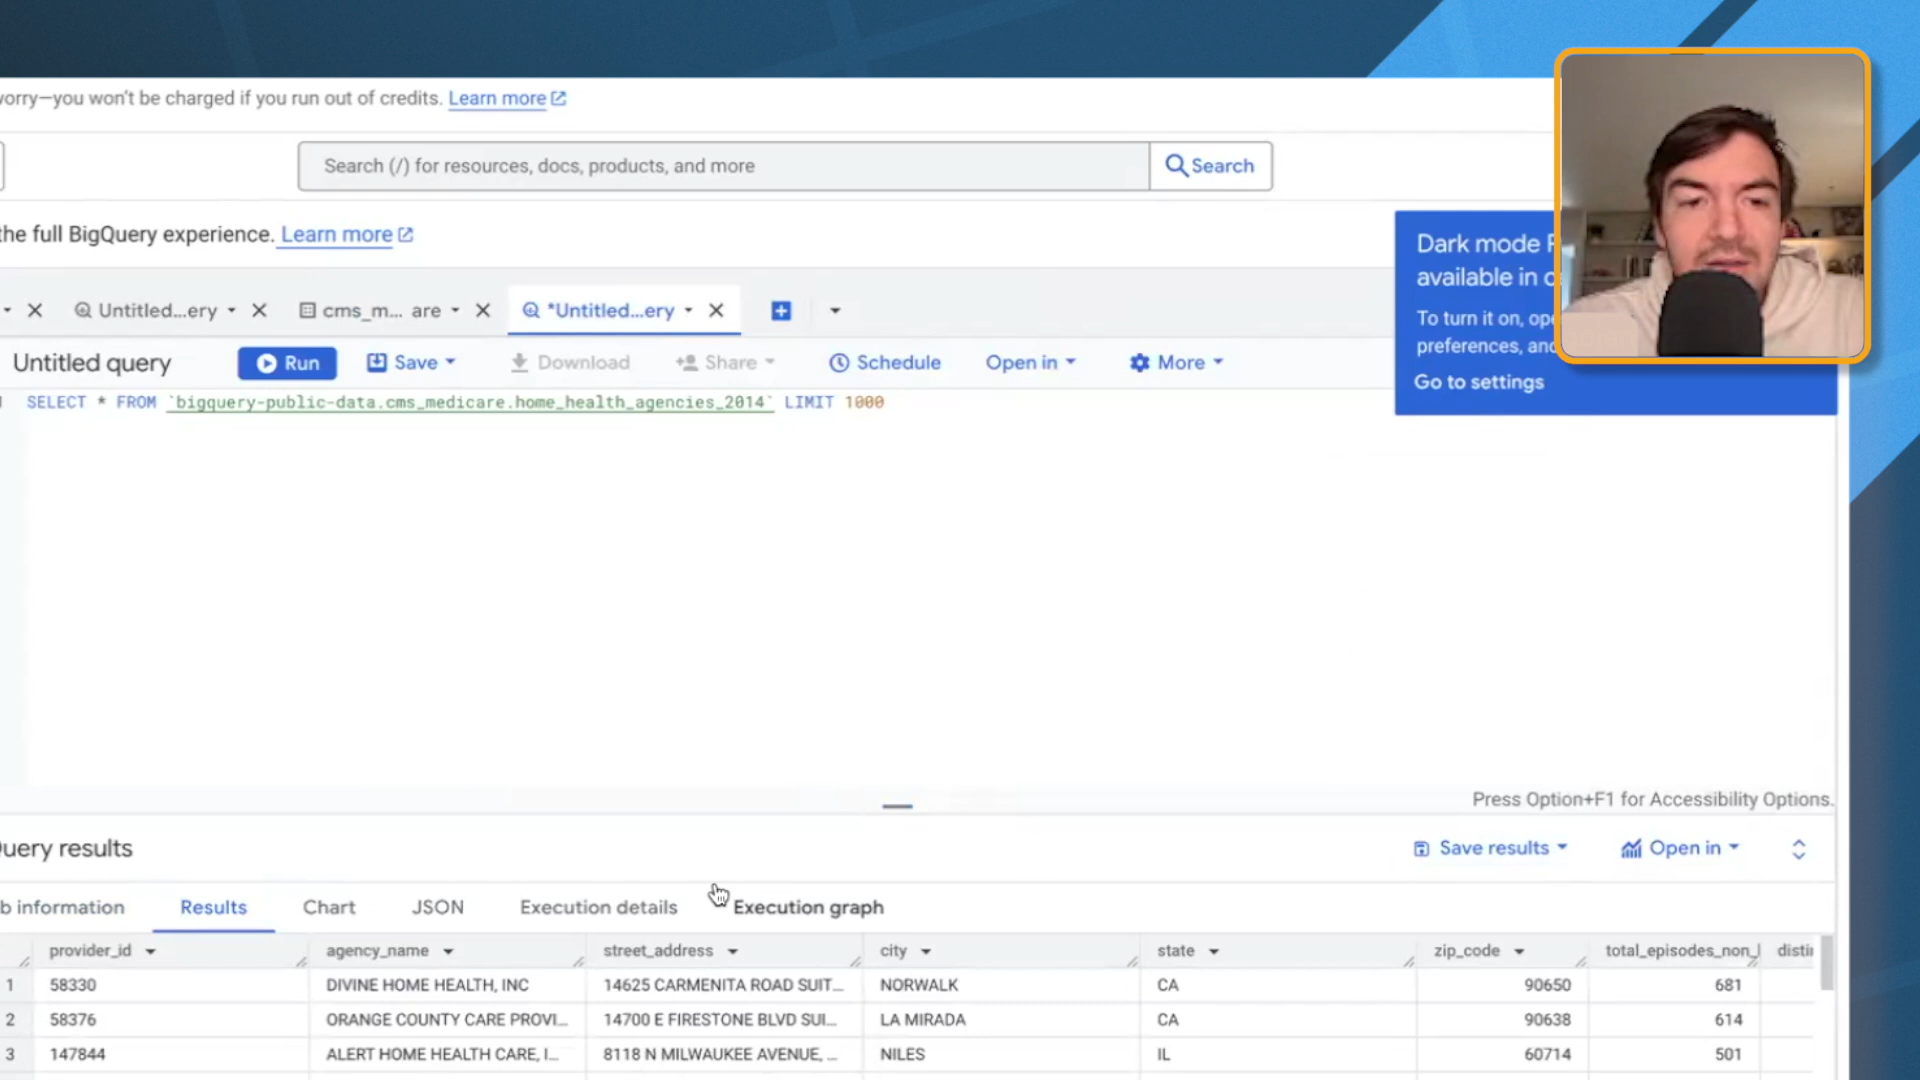 worry—you won't be charged if you run out of credits. Learn more
Search (/) for resources, docs, products, and more
Search
the full BigQuery experience. Learn more
Dark mode
available in
To turn it on,
preferences,
Go to settings
Untitled...ery
cms_m... are
*Untitled...ery
Untitled query
Run
Save
Download
Share
Schedule
Open in
More
SELECT * FROM `bigquery-public-data.cms_medicare.home_health_agencies_2014` LIMIT 1000
Press Option+F1 for Accessibility Options.
Query results
Save results
Open in
b information
Results
Chart
JSON
Execution details
Execution graph
provider_id agency_name street_address city state zip_code total_episodes_non_
1 58330 DIVINE HOME HEALTH, INC 14625 CARMENITA ROAD SUIT... NORWALK CA 90650 681
2 58376 ORANGE COUNTY CARE PROVI... 14700 E FIRESTONE BLVD SUI... LA MIRADA CA 90638 614
3 147844 ALERT HOME HEALTH CARE, I... 8118 N MILWAUKEE AVENUE, ... NILES IL 60714 501